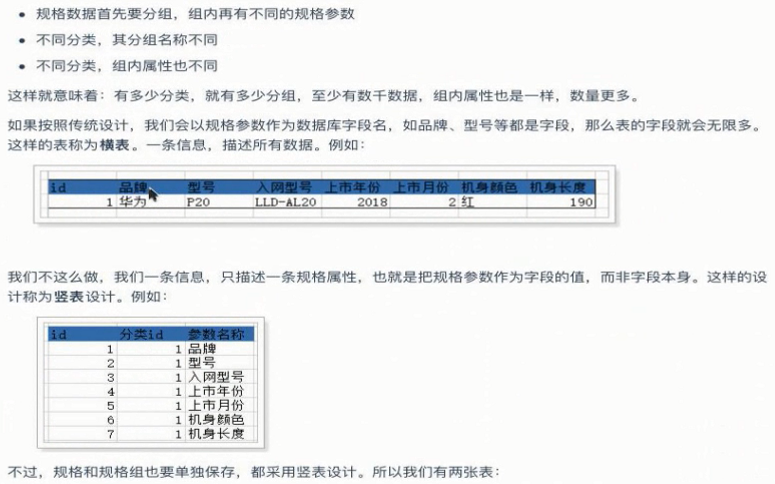 规格数据首先要分组，组内再有不同的规格参数
不同分类，其分组名称不同
不同分类，组内属性也不同
这样就意味着：有多少分类，就有多少分组，至少有数千数据，组内属性也是一样，数量更多。
如果按照传统设计，我们会以规格参数作为数据库字段名，如品牌、型号等都是字段，那么表的字段就会无限多。
这样的表称为横表。一条信息，描述所有数据。例如：
id 品牌 型号 入网型号 上市年份 上市月份 机身颜色 机身长度
1 华为 P20 LLD-AL20 2018 2 红 190
我们不这么做，我们一条信息，只描述一条规格属性，也就是把规格参数作为字段的值，而非字段本身。这样的设
计称为竖表设计。例如：
id 分类id 参数名称
1 1 品牌
2 1 型号
3 1 入网型号
4 1 上市年份
5 1 上市月份
6 1 机身颜色
7 1 机身长度
不过，规格和规格组也要单独保存，都采用竖表设计。所以我们有两张表：